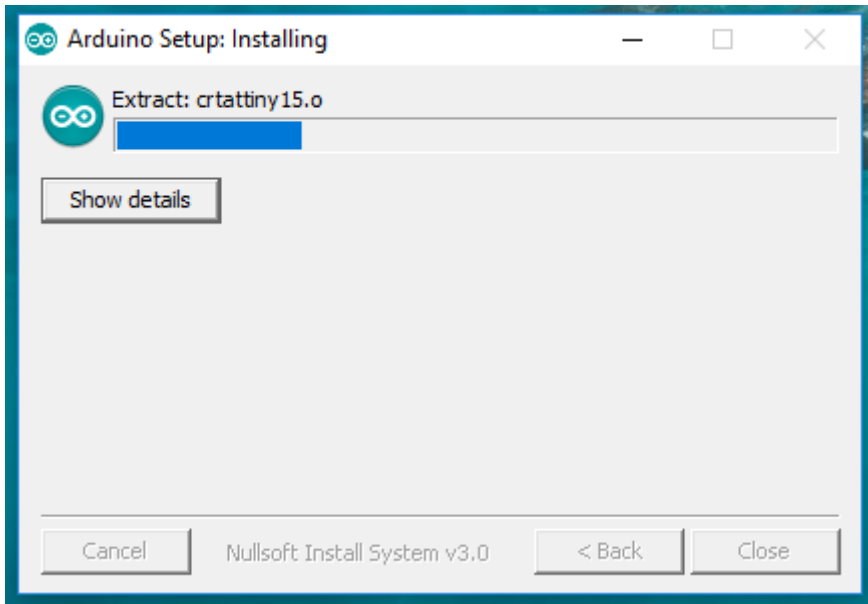 Arduino Setup: Installing
Extract: crtattiny15.o
Show details
Cancel
Nullsoft Install System v3.0
< Back
Close